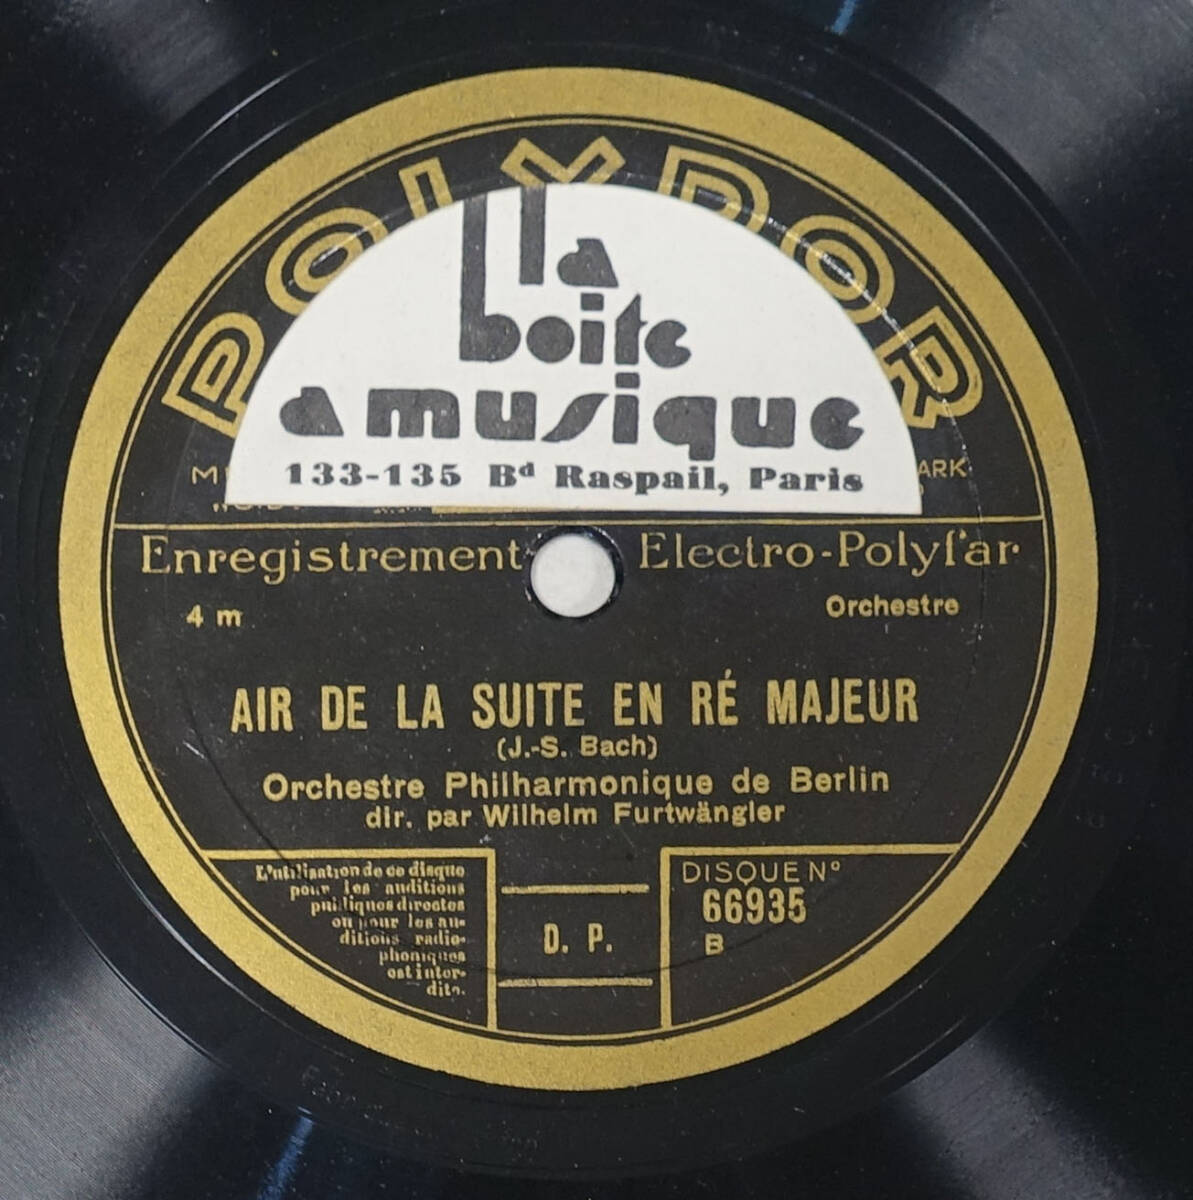 POLYDOR
la
boite
a musique
133-135 Bd Raspail, Paris
ARK
Enregistrement Electro-Polyfar
4 m
Orchestre
AIR DE LA SUITE EN RÉ MAJEUR
(J.-S. Bach)
Orchestre Philharmonique de Berlin
dir. par Wilhelm Furtwängler
L'utilisation de ce disque
pour les auditions
publiques directes
ou pour les au-
ditions radio-
phoniques
est inter-
dite.
D. P.
DISQUE No
66935
B